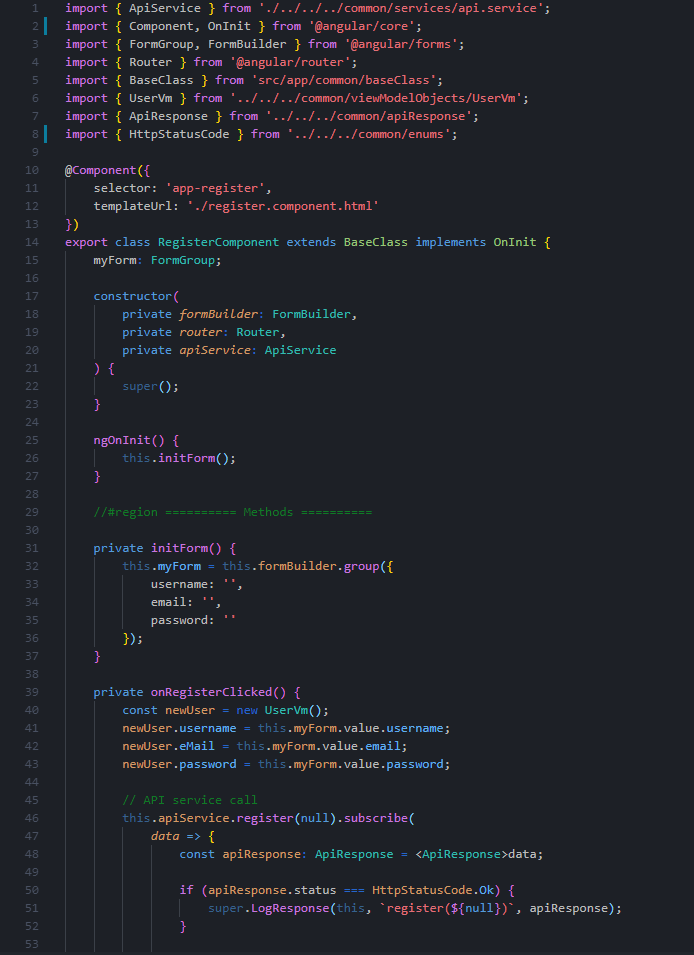 1 import { ApiService } from './../../../common/services/api.service';
2 import { Component, OnInit } from '@angular/core';
3 import { FormGroup, FormBuilder } from '@angular/forms';
4 import { Router } from '@angular/router';
5 import { BaseClass } from 'src/app/common/baseClass';
6 import { UserVm } from '../../../common/viewModelObjects/UserVm';
7 import { ApiResponse } from '../../../common/apiResponse';
8 import { HttpStatusCode } from '../../../common/enums';
9
10 @Component({
11     selector: 'app-register',
12     templateUrl: './register.component.html'
13 })
14 export class RegisterComponent extends BaseClass implements OnInit {
15     myForm: FormGroup;
16
17     constructor(
18         private formBuilder: FormBuilder,
19         private router: Router,
20         private apiService: ApiService
21     ) {
22         super();
23     }
24
25     ngOnInit() {
26         this.initForm();
27     }
28
29     //#region ========== Methods ==========
30
31     private initForm() {
32         this.myForm = this.formBuilder.group({
33             username: '',
34             email: '',
35             password: ''
36         });
37     }
38
39     private onRegisterClicked() {
40         const newUser = new UserVm();
41         newUser.username = this.myForm.value.username;
42         newUser.eMail = this.myForm.value.email;
43         newUser.password = this.myForm.value.password;
44
45         // API service call
46         this.apiService.register(null).subscribe(
47             data => {
48                 const apiResponse: ApiResponse = <ApiResponse>data;
49
50                 if (apiResponse.status === HttpStatusCode.Ok) {
51                     super.LogResponse(this, `register(${null})`, apiResponse);
52                 }
53